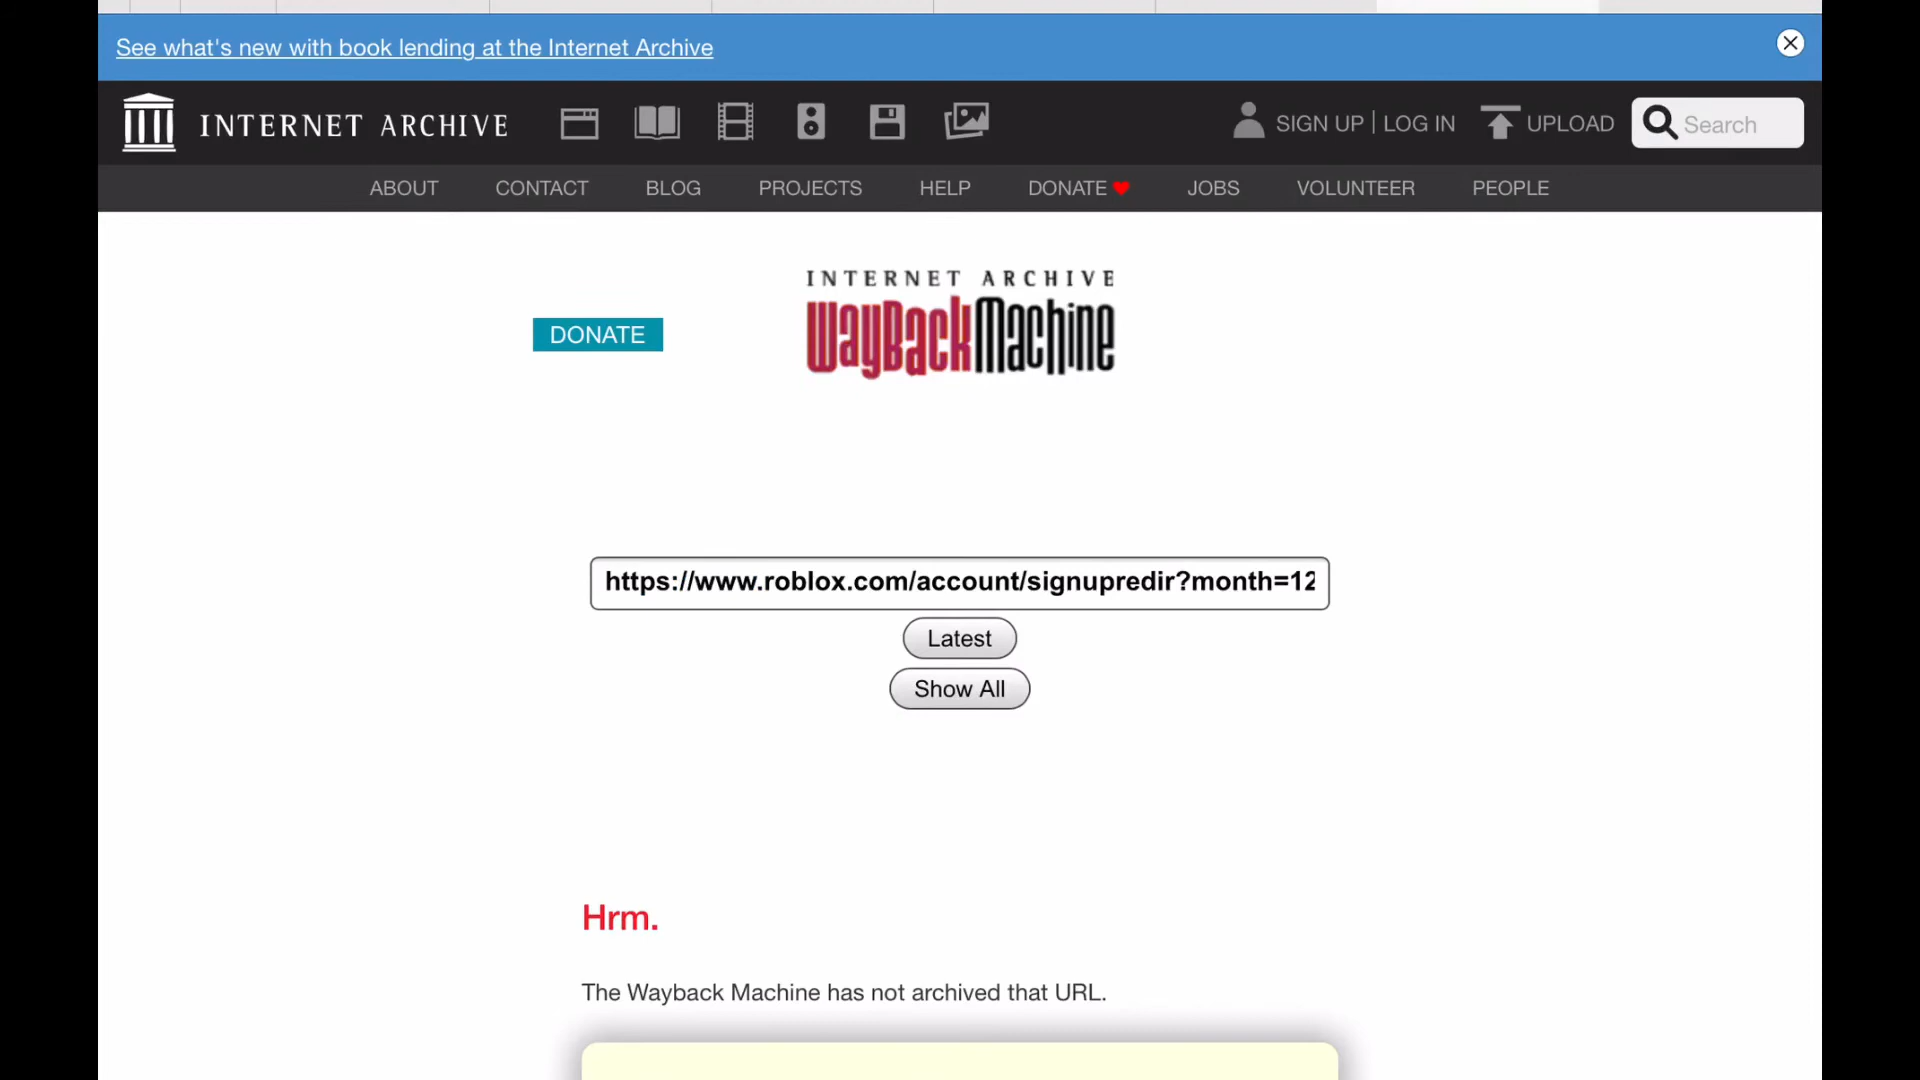 See what's new with book lending at the Internet Archive
INTERNET ARCHIVE
SIGN UP | LOG IN
UPLOAD
Search
ABOUT
CONTACT
BLOG
PROJECTS
HELP
DONATE
JOBS
VOLUNTEER
PEOPLE
DONATE
INTERNET ARCHIVE
WayBackMachine
https://www.roblox.com/account/signupredir?month=12
Latest
Show All
Hrm.
The Wayback Machine has not archived that URL.